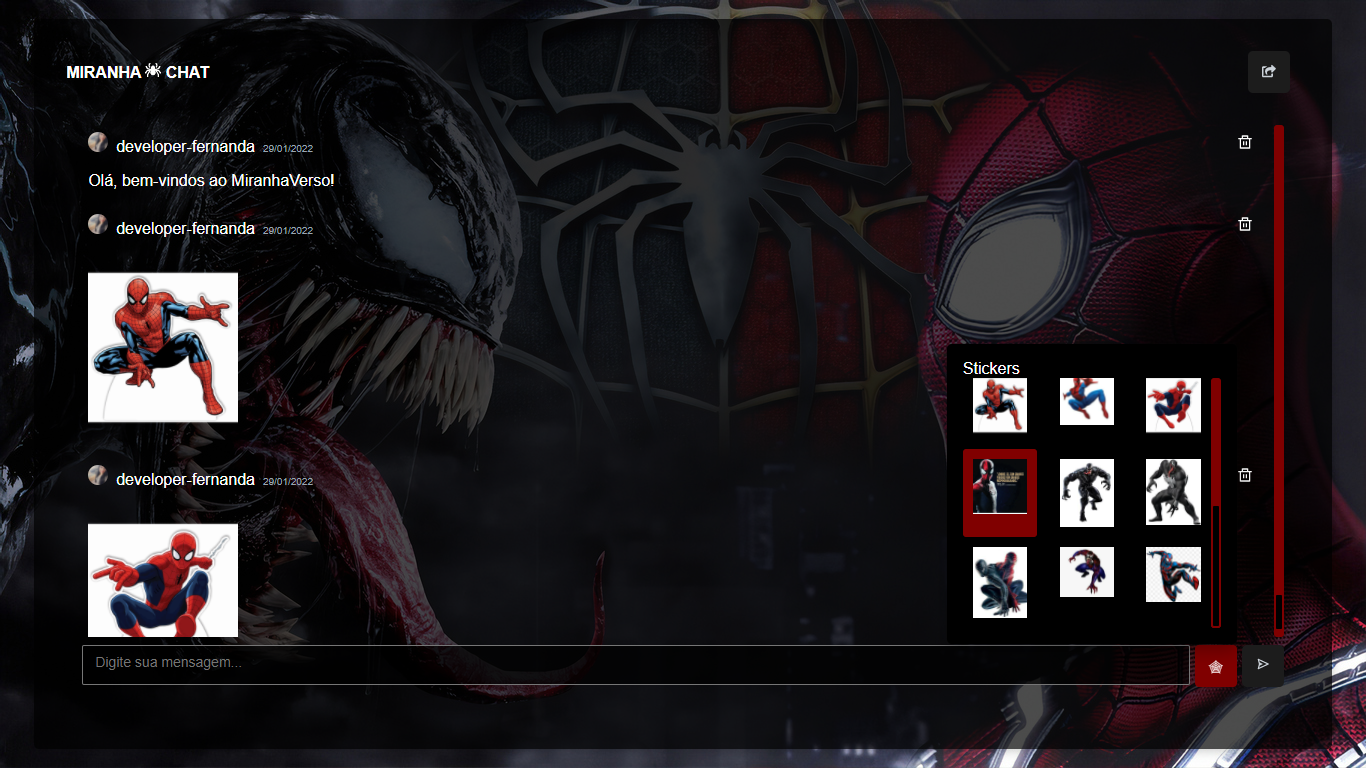 MIRANHA CHAT
developer-fernanda 29/01/2022
Olá, bem-vindos ao MiranhaVerso!
developer-fernanda 29/01/2022
developer-fernanda 29/01/2022
Stickers
Digite sua mensagem...